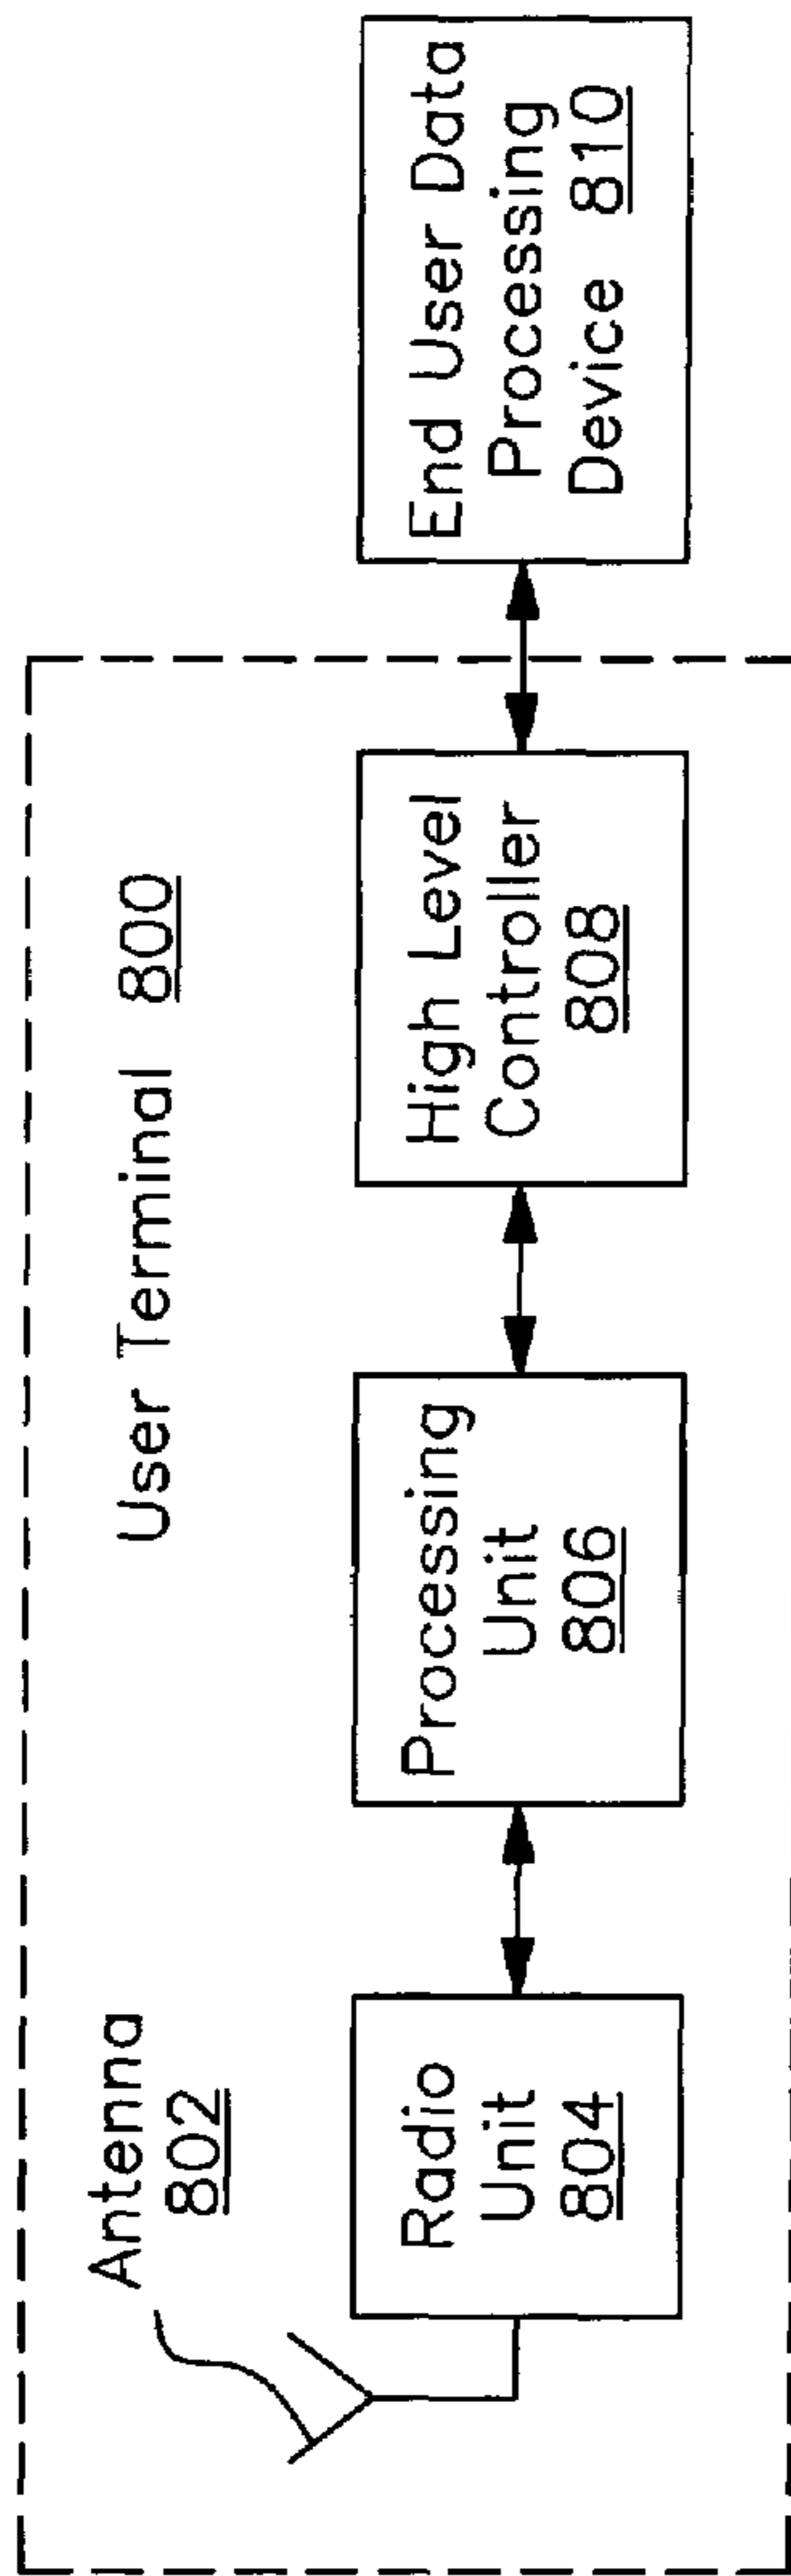 User Terminal 800
Antenna
802
Radio
Unit
804
Processing
Unit
806
High Level
Controller
808
End User Data
Processing
Device 810